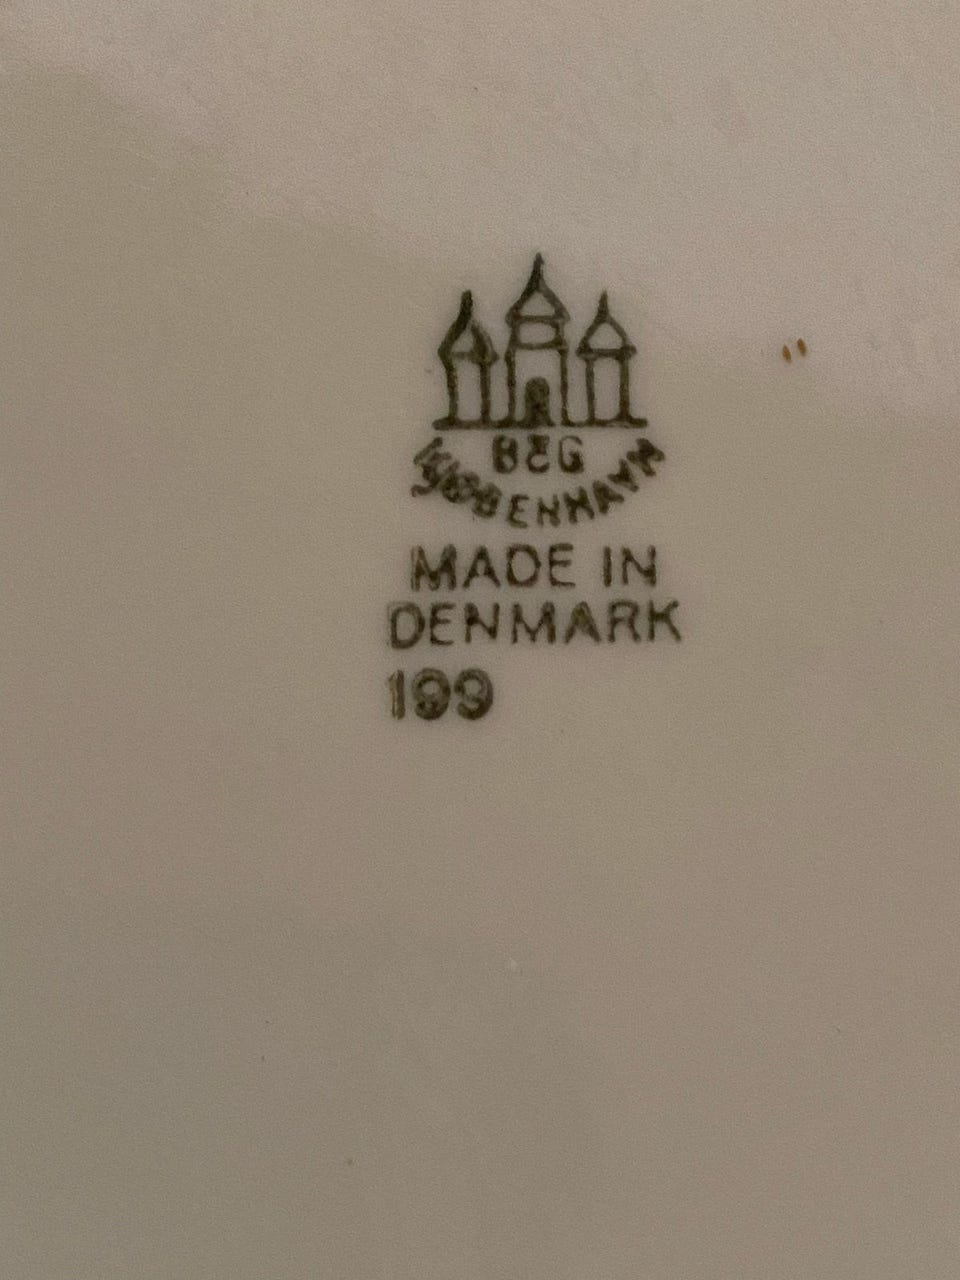 B&G
KJØBENHAVN
MADE IN
DENMARK
199